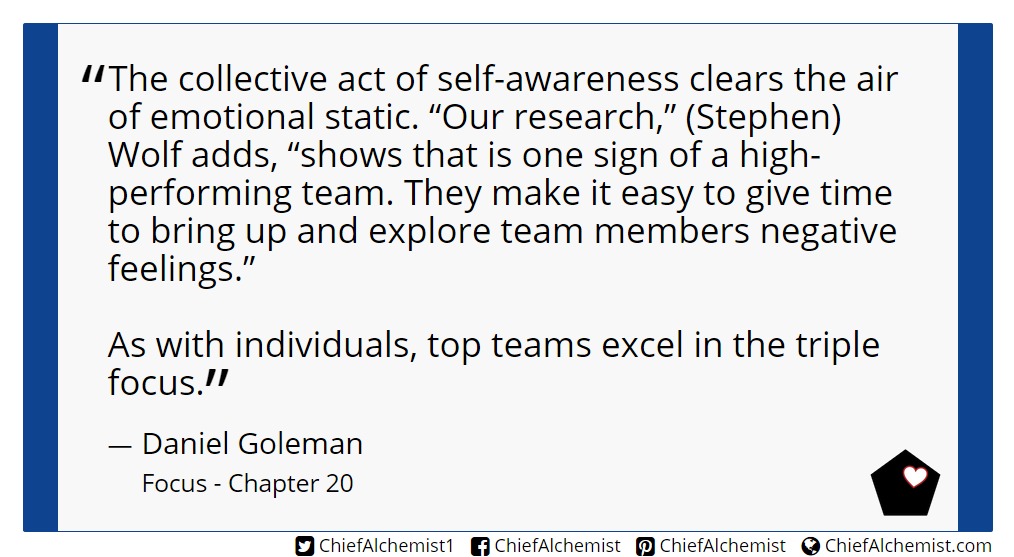 “The collective act of self-awareness clears the air
of emotional static. “Our research,” (Stephen)
Wolf adds, “shows that is one sign of a high-
performing team. They make it easy to give time
to bring up and explore team members negative
feelings.”
As with individuals, top teams excel in the triple
focus.”
— Daniel Goleman
Focus - Chapter 20
ChiefAlchemist1 ChiefAlchemist ChiefAlchemist ChiefAlchemist.com